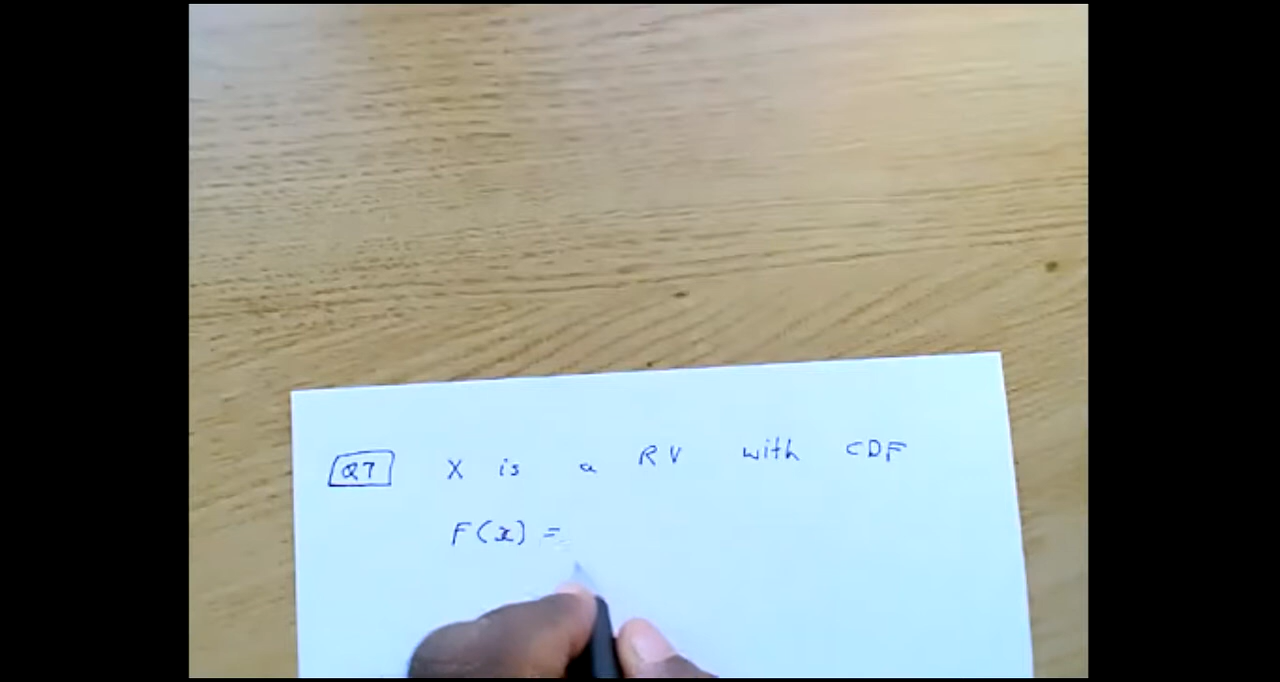 Q7 X is a RV with CDF
F(x) =